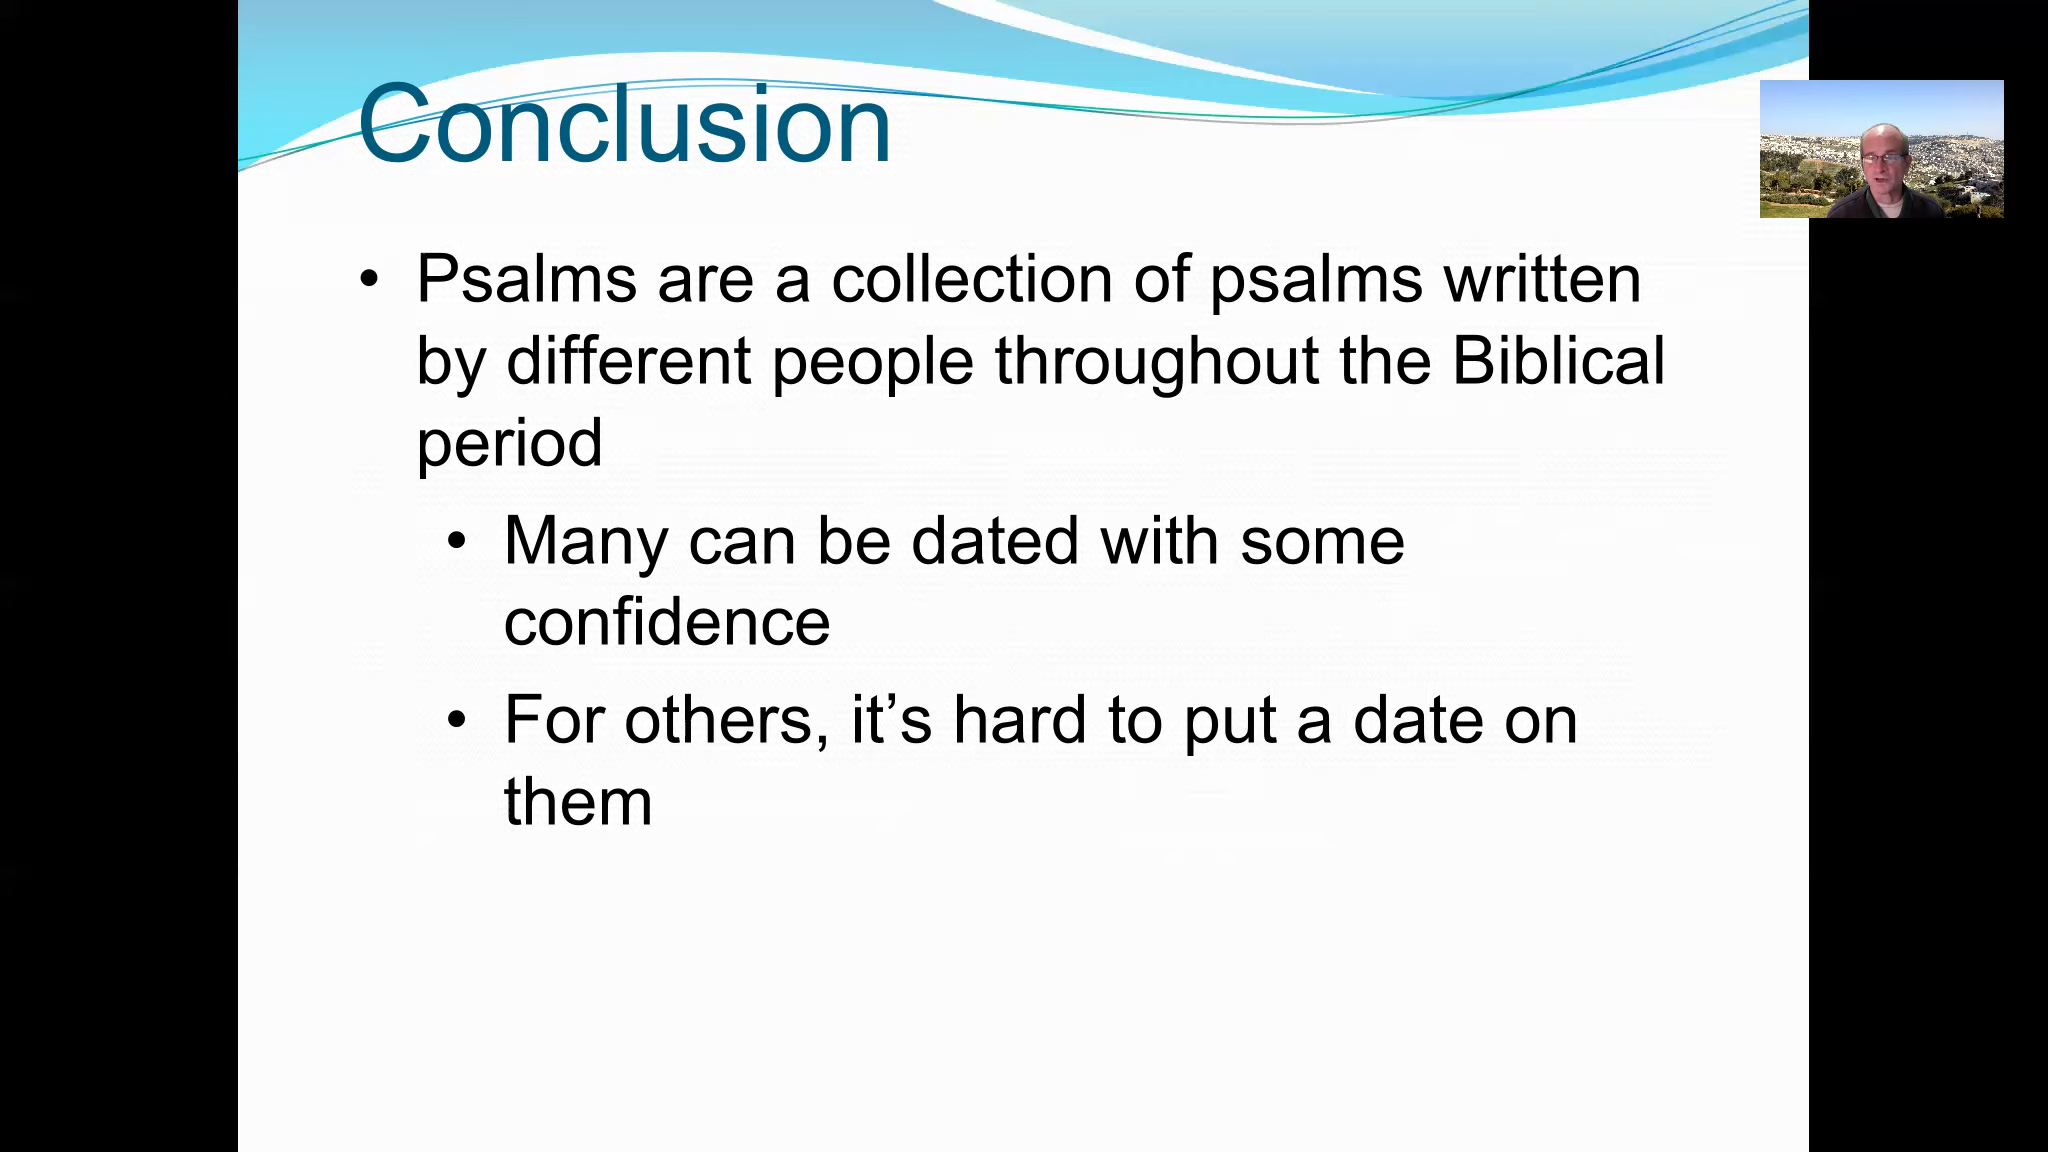 Conclusion
• Psalms are a collection of psalms written
by different people throughout the Biblical
period
• Many can be dated with some
confidence
• For others, it’s hard to put a date on
them